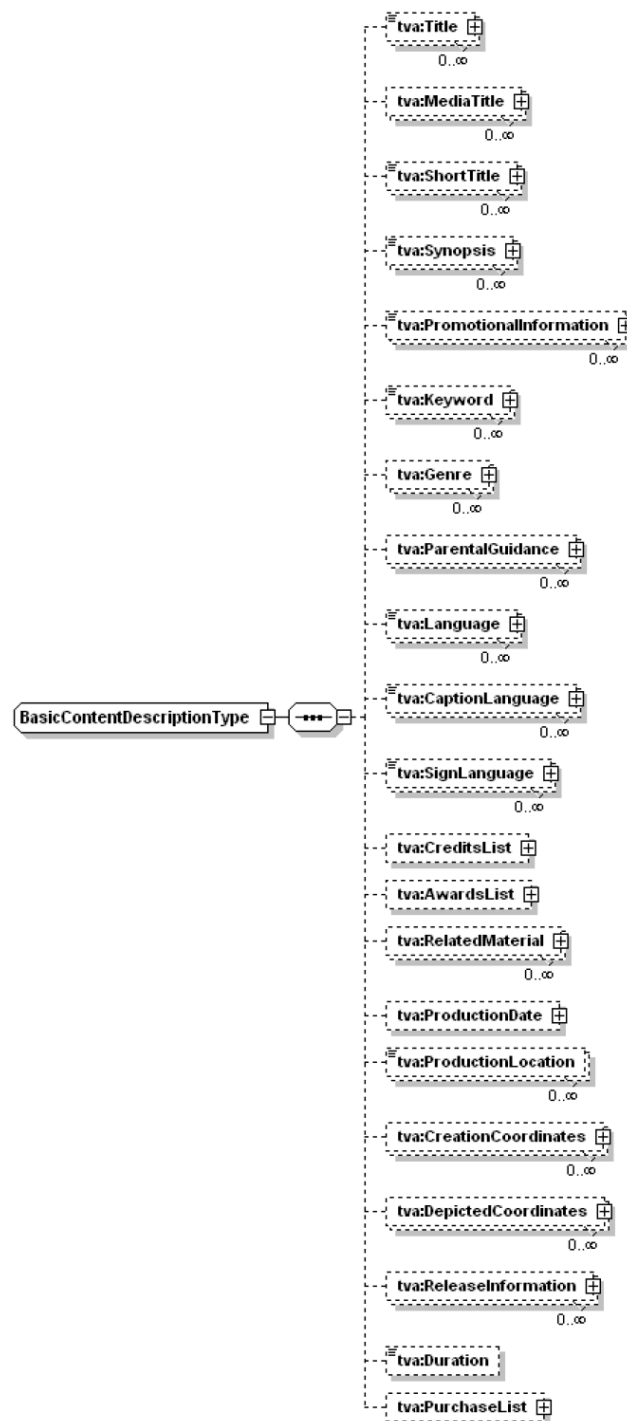 tva:Title
0..∞
tva:MediaTitle
0..∞
tva:ShortTitle
0..∞
tva:Synopsis
0..∞
tva:PromotionalInformation
0..∞
tva:Keyword
0..∞
tva:Genre
0..∞
tva:ParentalGuidance
0..∞
tva:Language
0..∞
BasicContentDescriptionType
tva:CaptionLanguage
0..∞
tva:SignLanguage
0..∞
tva:CreditsList
tva:AwardsList
tva:RelatedMaterial
0..∞
tva:ProductionDate
tva:ProductionLocation
0..∞
tva:CreationCoordinates
0..∞
tva:DepictedCoordinates
0..∞
tva:ReleaseInformation
0..∞
tva:Duration
tva:PurchaseList